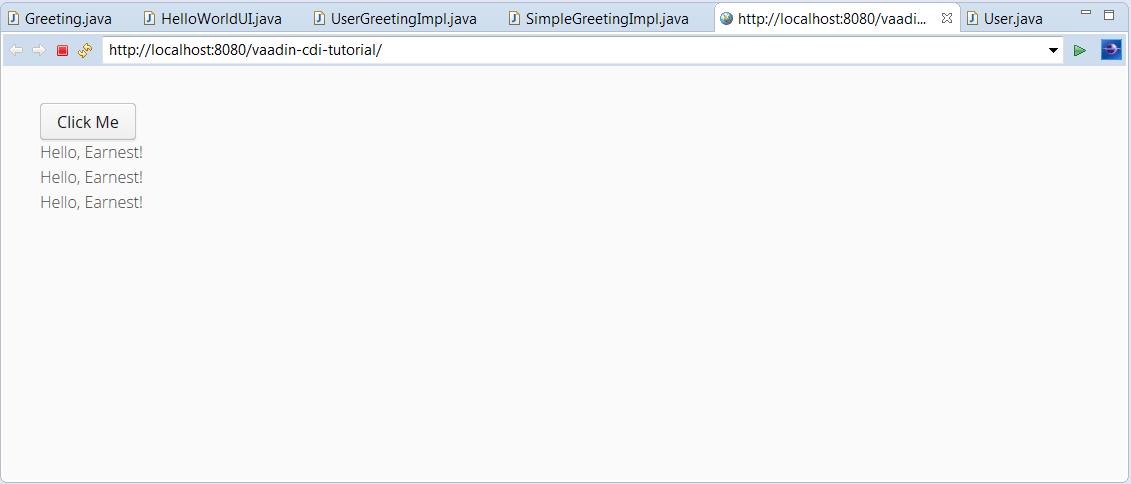 Greeting.java HelloWorldUI.java UserGreetingImpl.java SimpleGreetingImpl.java http://localhost:8080/vaadi... User.java
http://localhost:8080/vaadin-cdi-tutorial/
Click Me
Hello, Earnest!
Hello, Earnest!
Hello, Earnest!